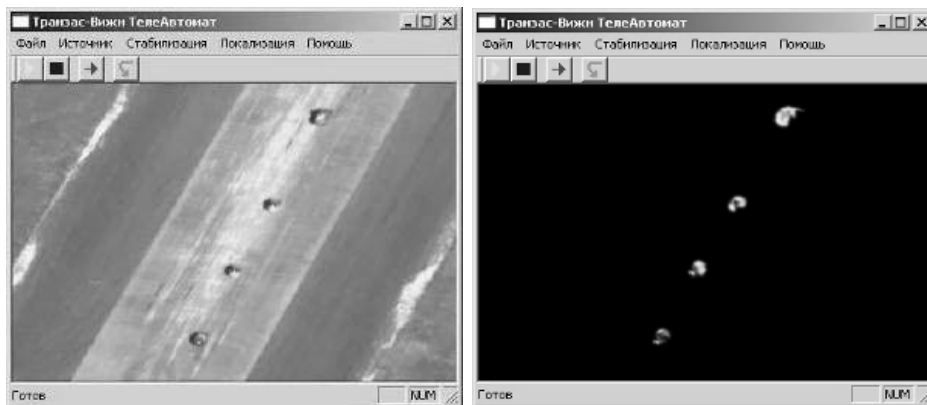 Транзас-Вижн ТелеАвтомат
Файл Источник Стабилизация Локализация Помощь
Готов NUM
Транзас-Вижн ТелеАвтомат
Файл Источник Стабилизация Локализация Помощь
Готов NUM